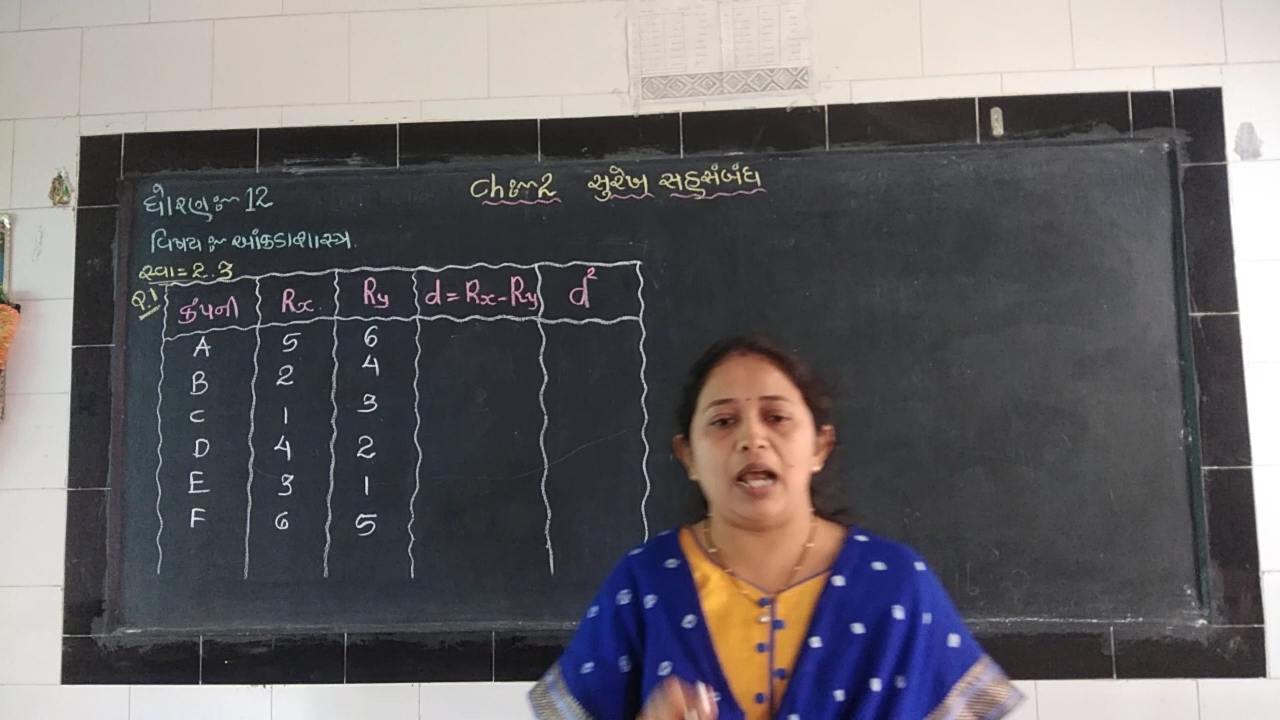 Ch:~2 સુરેખ સહસંબંધ
ધોરણ:~ 12
વિષય:~ આંકડાશાસ્ત્ર.
સ્વા = 2.3
Q.1
કંપની Rx Ry d = Rx - Ry d²
A 5 6
B 2 4
C 1 3
D 4 2
E 3 1
F 6 5